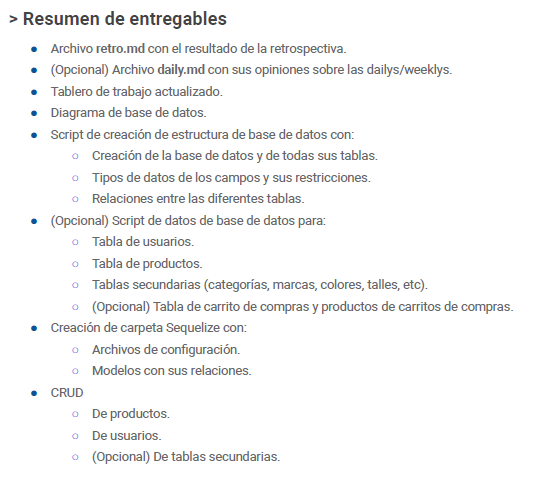 > Resumen de entregables
● Archivo retro.md con el resultado de la retrospectiva.
● (Opcional) Archivo daily.md con sus opiniones sobre las dailys/weeklys.
● Tablero de trabajo actualizado.
● Diagrama de base de datos.
● Script de creación de estructura de base de datos con:
○ Creación de la base de datos y de todas sus tablas.
○ Tipos de datos de los campos y sus restricciones.
○ Relaciones entre las diferentes tablas.
● (Opcional) Script de datos de base de datos para:
○ Tabla de usuarios.
○ Tabla de productos.
○ Tablas secundarias (categorías, marcas, colores, talles, etc).
○ (Opcional) Tabla de carrito de compras y productos de carritos de compras.
● Creación de carpeta Sequelize con:
○ Archivos de configuración.
○ Modelos con sus relaciones.
● CRUD
○ De productos.
○ De usuarios.
○ (Opcional) De tablas secundarias.